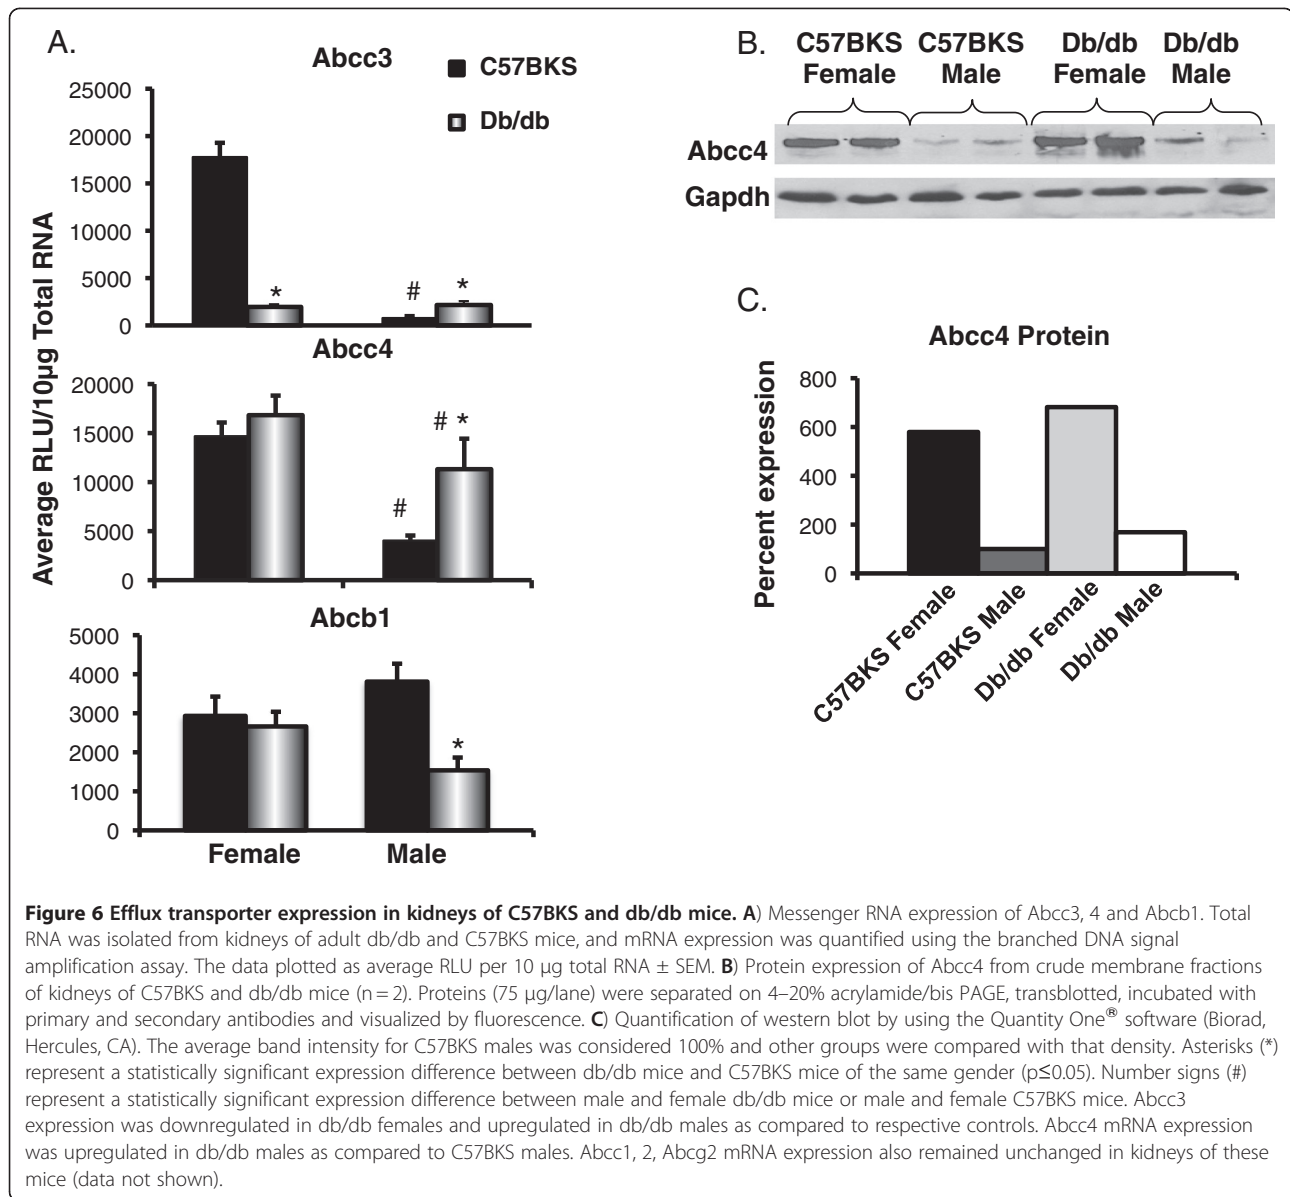 A.
Abcc3
C57BKS
Db/db
25000
20000
15000
10000
5000
0
*
#
*
Abcc4
20000
15000
10000
5000
0
#
# *
Abcb1
5000
4000
3000
2000
1000
0
*
Female Male
Average RLU/10µg Total RNA
B.
C57BKS C57BKS Db/db Db/db
Female Male Female Male
Abcc4
Gapdh
C.
Abcc4 Protein
Percent expression
800
600
400
200
0
C57BKS Female
C57BKS Male
Db/db Female
Db/db Male
Figure 6 Efflux transporter expression in kidneys of C57BKS and db/db mice. A) Messenger RNA expression of Abcc3, 4 and Abcb1. Total
RNA was isolated from kidneys of adult db/db and C57BKS mice, and mRNA expression was quantified using the branched DNA signal
amplification assay. The data plotted as average RLU per 10 µg total RNA ± SEM. B) Protein expression of Abcc4 from crude membrane fractions
of kidneys of C57BKS and db/db mice (n = 2). Proteins (75 µg/lane) were separated on 4–20% acrylamide/bis PAGE, transblotted, incubated with
primary and secondary antibodies and visualized by fluorescence. C) Quantification of western blot by using the Quantity One® software (Biorad,
Hercules, CA). The average band intensity for C57BKS males was considered 100% and other groups were compared with that density. Asterisks (*)
represent a statistically significant expression difference between db/db mice and C57BKS mice of the same gender (p≤0.05). Number signs (#)
represent a statistically significant expression difference between male and female db/db mice or male and female C57BKS mice. Abcc3
expression was downregulated in db/db females and upregulated in db/db males as compared to respective controls. Abcc4 mRNA expression
was upregulated in db/db males as compared to C57BKS males. Abcc1, 2, Abcg2 mRNA expression also remained unchanged in kidneys of these
mice (data not shown).